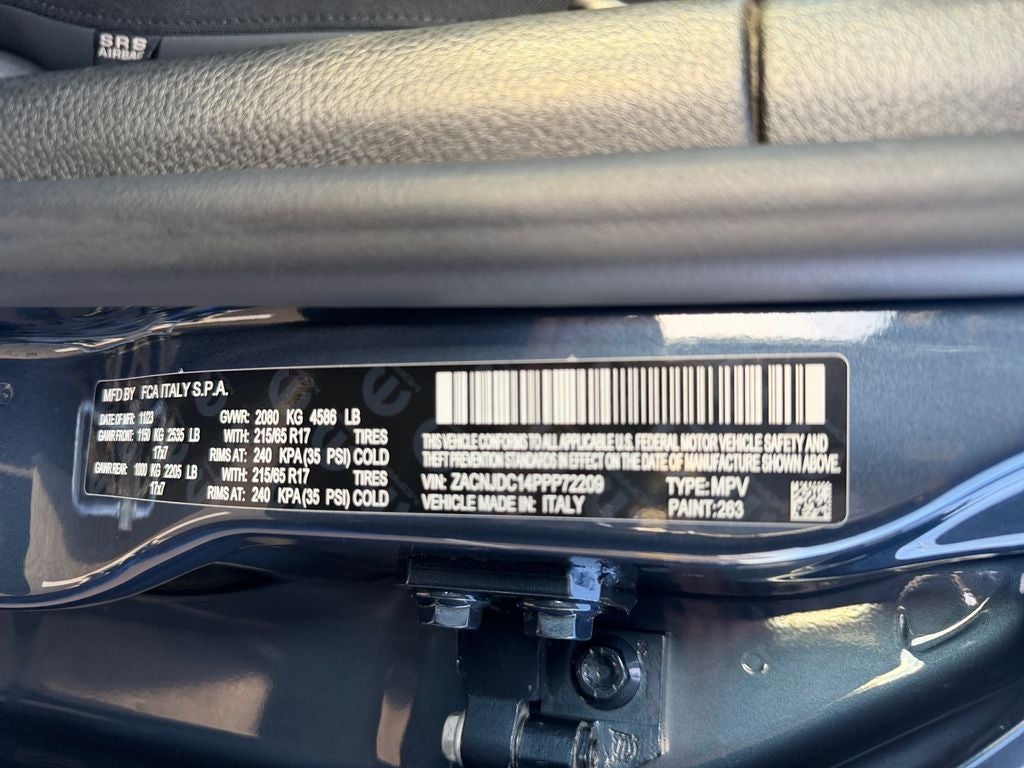 SRS
AIRBAG
MFD BY FCA ITALY S.P.A.
DATE OF MFR: 11/23 GVWR: 2080 KG 4586 LB
GAWR FRONT: 1150 KG 2535 LB WITH: 215/65 R17 TIRES
17x7 RIMS AT: 240 KPA (35 PSI) COLD
GAWR REAR: 1000 KG 2205 LB WITH: 215/65 R17 TIRES
17x7 RIMS AT: 240 KPA (35 PSI) COLD
THIS VEHICLE CONFORMS TO ALL APPLICABLE U.S. FEDERAL MOTOR VEHICLE SAFETY AND
THEFT PREVENTION STANDARDS IN EFFECT ON THE DATE OF MANUFACTURE SHOWN ABOVE.
VIN: ZACNJDC14PPP72209 TYPE: MPV
VEHICLE MADE IN: ITALY PAINT: 263